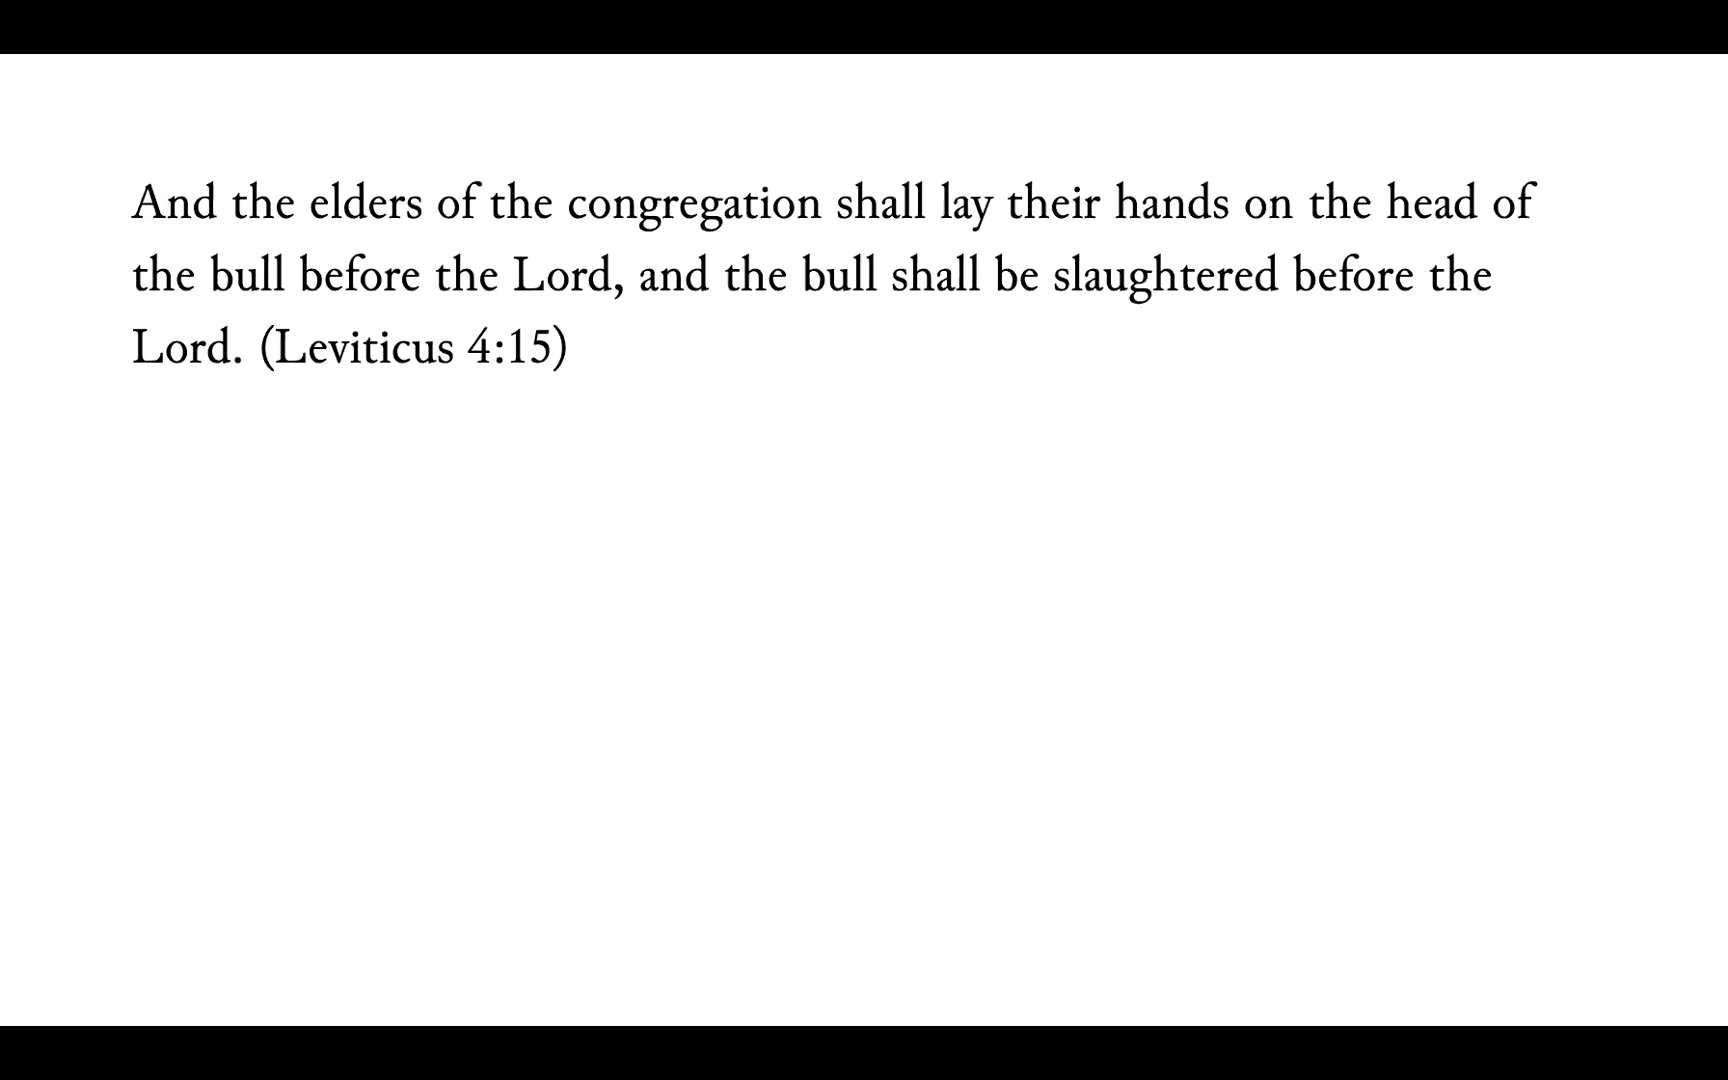 And the elders of the congregation shall lay their hands on the head of
the bull before the Lord, and the bull shall be slaughtered before the
Lord. (Leviticus 4:15)